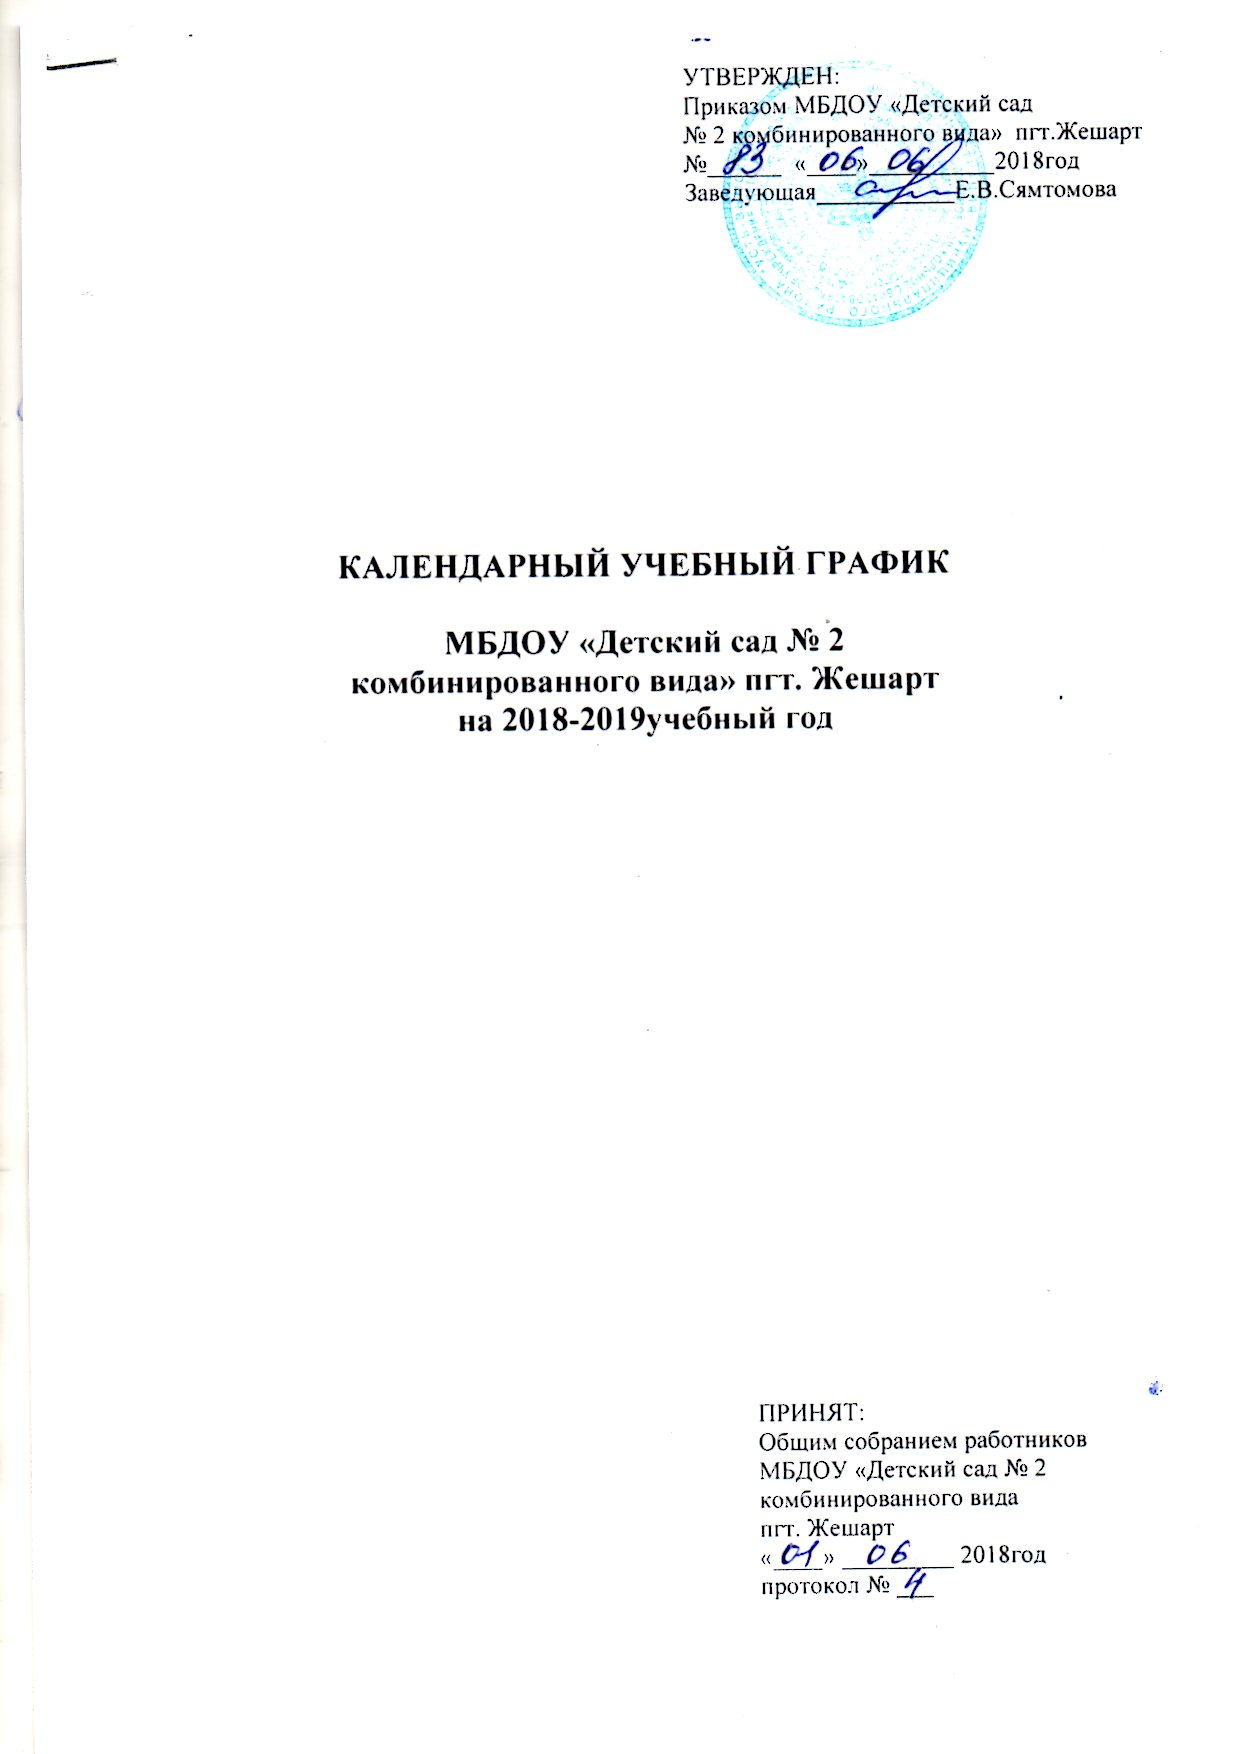 УТВЕРЖДЕН:
Приказом МБДОУ «Детский сад
№ 2 комбинированного вида» пгт.Жешарт
№ 83 «06» 06 2018год
Заведующая Е.В.Сямтомова
КАЛЕНДАРНЫЙ УЧЕБНЫЙ ГРАФИК
МБДОУ «Детский сад № 2
комбинированного вида» пгт. Жешарт
на 2018-2019учебный год
ПРИНЯТ:
Общим собранием работников
МБДОУ «Детский сад № 2
комбинированного вида
пгт. Жешарт
«01» 06 2018год
протокол № 4